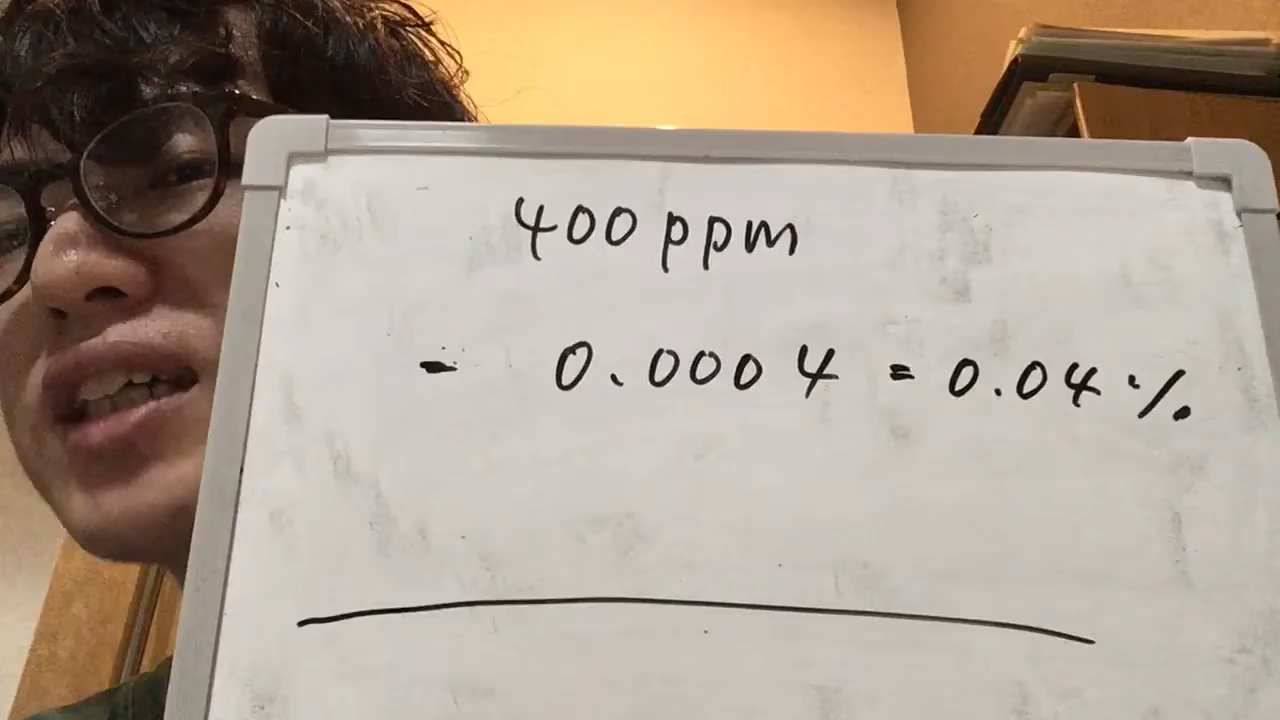 400 ppm
= 0.0004 = 0.04%